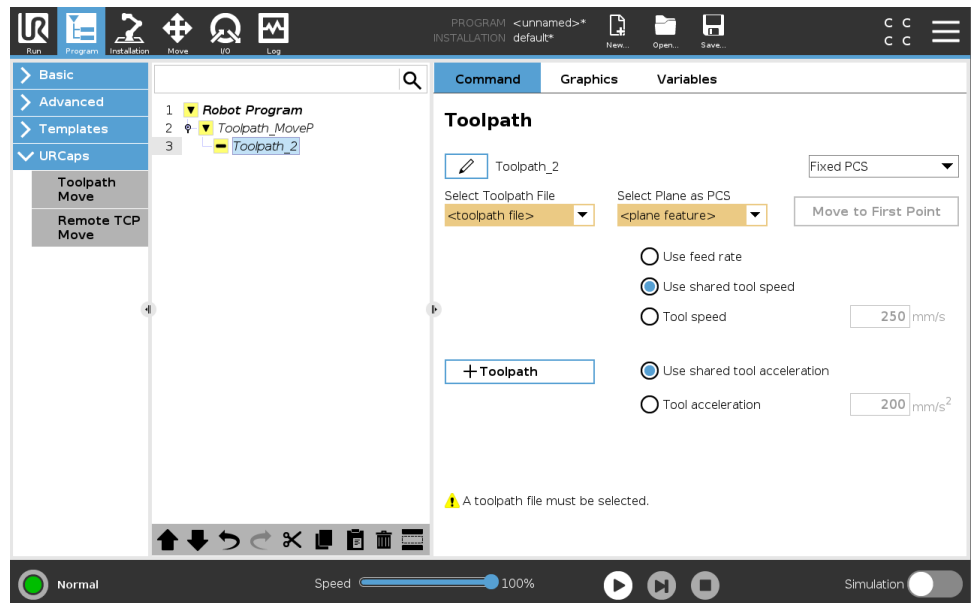 UR
PROGRAM <unnamed>*
INSTALLATION default*
Run Program Installation Move I/O Log New... Open... Save...
C C
C C
Basic
Advanced
Templates
URCaps
Toolpath
Move
Remote TCP
Move
1 Robot Program
2 Toolpath_MoveP
3 Toolpath_2
Command Graphics Variables
Toolpath
Toolpath_2 Fixed PCS
Select Toolpath File Select Plane as PCS
<toolpath file> <plane feature> Move to First Point
Use feed rate
Use shared tool speed
Tool speed 250 mm/s
+Toolpath Use shared tool acceleration
Tool acceleration 200 mm/s²
A toolpath file must be selected.
Normal Speed 100% Simulation